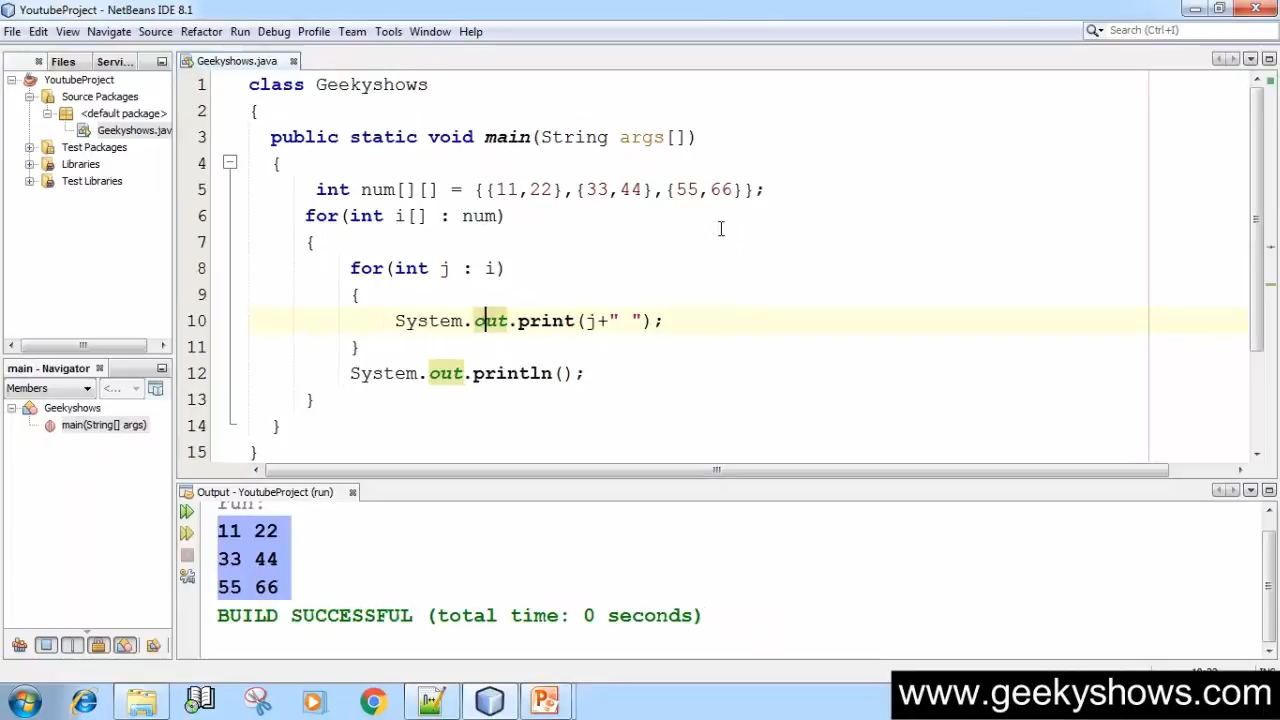 YoutubeProject - NetBeans IDE 8.1
File Edit View Navigate Source Refactor Run Debug Profile Team Tools Window Help
Search (Ctrl+I)
Files Servi...
YoutubeProject
Source Packages
<default package>
Geekyshows.jav
Test Packages
Libraries
Test Libraries
main - Navigator
Members
<...
Geekyshows
main(String[] args)
Geekyshows.java
1 class Geekyshows
2 {
3 public static void main(String args[])
4 {
5 int num[][] = {{11,22},{33,44},{55,66}};
6 for(int i[] : num)
7 {
8 for(int j : i)
9 {
10 System.out.print(j+" ");
11 }
12 System.out.println();
13 }
14 }
15 }
Output - YoutubeProject (run)
run:
11 22
33 44
55 66
BUILD SUCCESSFUL (total time: 0 seconds)
www.geekyshows.com